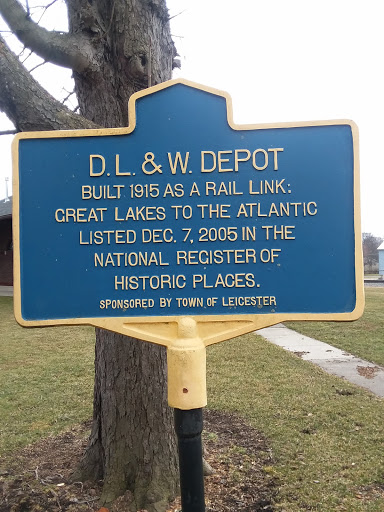 D. L. & W. DEPOT
BUILT 1915 AS A RAIL LINK:
GREAT LAKES TO THE ATLANTIC
LISTED DEC. 7, 2005 IN THE
NATIONAL REGISTER OF
HISTORIC PLACES.
SPONSORED BY TOWN OF LEICESTER